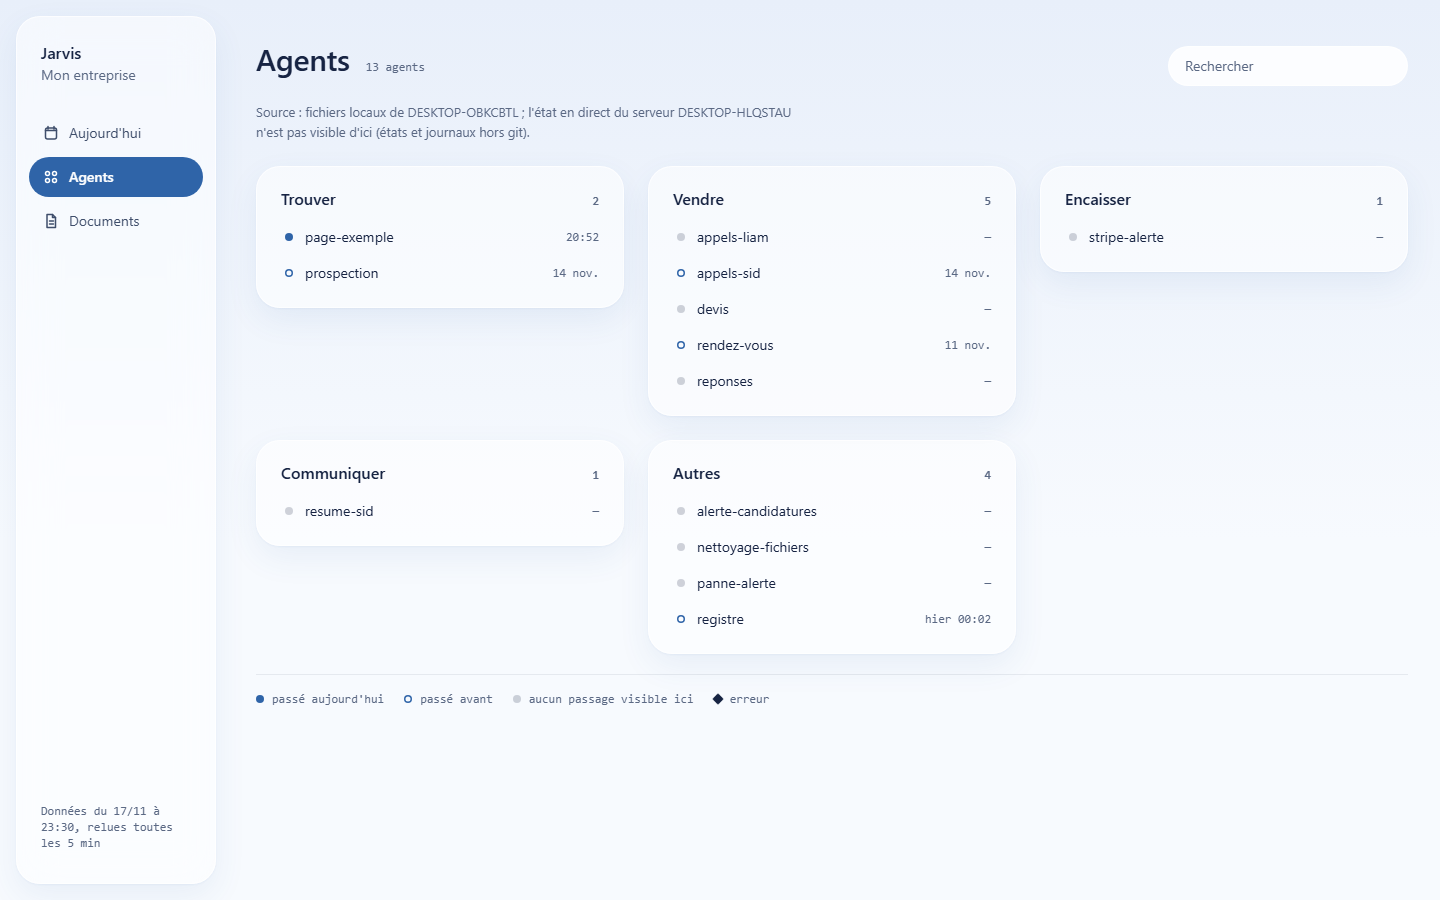 Jarvis
Mon entreprise
Aujourd'hui
Agents
Documents
Données du 17/11 à
23:30, relues toutes
les 5 min
Agents 13 agents
Rechercher
Source : fichiers locaux de DESKTOP-OBKCBTL ; l'état en direct du serveur DESKTOP-HLQSTAU
n'est pas visible d'ici (états et journaux hors git).
Trouver 2
page-exemple 20:52
prospection 14 nov.
Vendre 5
appels-liam –
appels-sid 14 nov.
devis –
rendez-vous 11 nov.
reponses –
Encaisser 1
stripe-alerte –
Communiquer 1
resume-sid –
Autres 4
alerte-candidatures –
nettoyage-fichiers –
panne-alerte –
registre hier 00:02
passé aujourd'hui passé avant aucun passage visible ici erreur